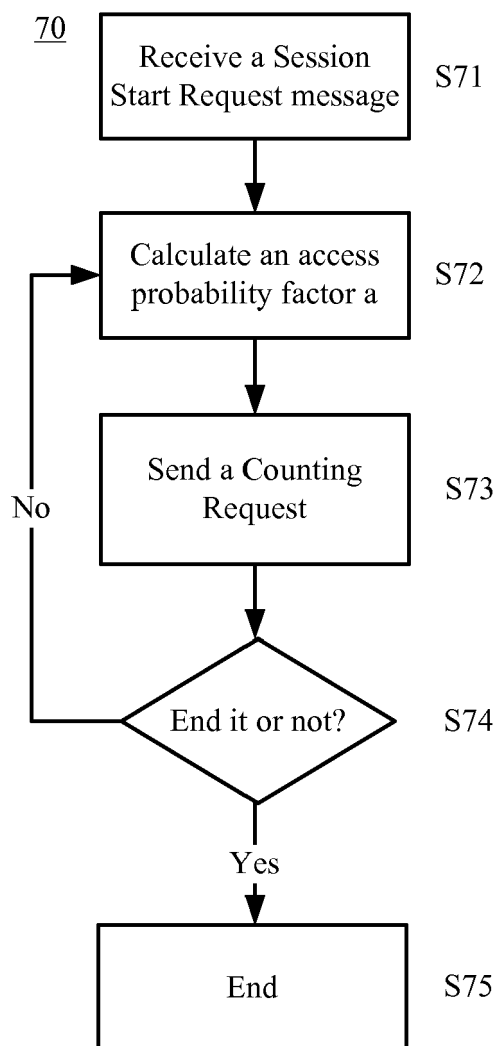 70
Receive a Session
Start Request message
S71
Calculate an access
probability factor a
S72
Send a Counting
Request
S73
No
End it or not?
S74
Yes
End
S75